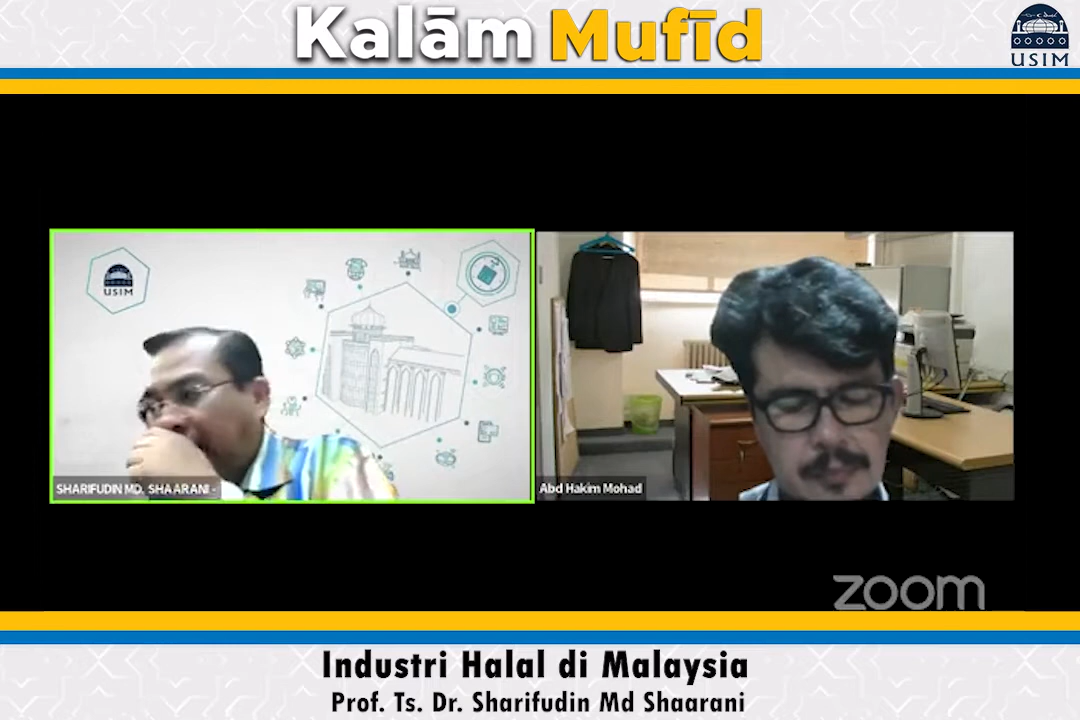 Kalām Mufīd
USIM
USIM
SHARIFUDIN MD. SHAARANI -
Abd Hakim Mohad
zoom
Industri Halal di Malaysia
Prof. Ts. Dr. Sharifudin Md Shaarani